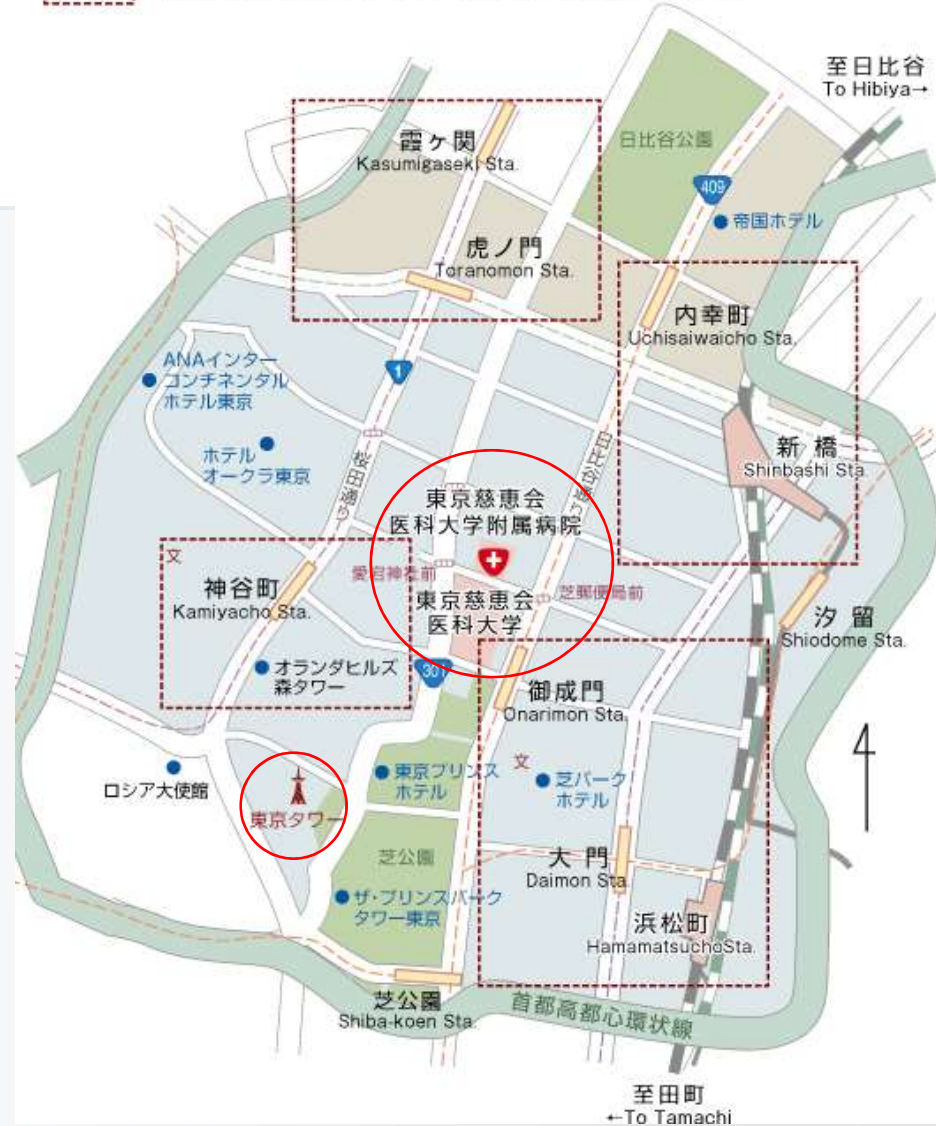 至日比谷
To Hibiya→
霞ヶ関
Kasumigaseki Sta.
日比谷公園
409
帝国ホテル
虎ノ門
Toranomon Sta.
内幸町
Uchisaiwaicho Sta.
ANAインター
コンチネンタル
ホテル東京
1
ホテル
オークラ東京
桜田通り
日比谷通り
新橋
Shinbashi Sta.
東京慈恵会
医科大学附属病院
愛宕神社前
東京慈恵会
医科大学
芝郵便局前
文
神谷町
Kamiyacho Sta.
汐留
Shiodome Sta.
オランダヒルズ
森タワー
301
御成門
Onarimon Sta.
ロシア大使館
東京タワー
東京プリンス
ホテル
文
芝パーク
ホテル
芝公園
大門
Daimon Sta.
ザ・プリンスパーク
タワー東京
浜松町
HamamatsuchoSta.
芝公園
Shiba-koen Sta.
首都高都心環状線
至田町
←To Tamachi